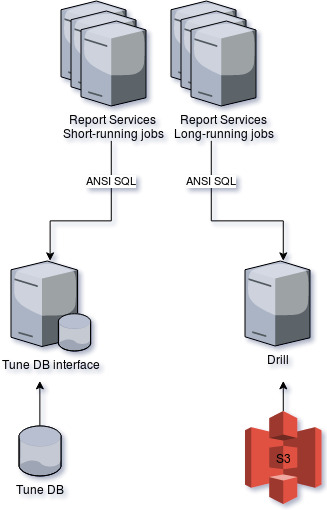 Report Services
Short-running jobs
Report Services
Long-running jobs
ANSI SQL
ANSI SQL
Tune DB interface
Drill
Tune DB
S3